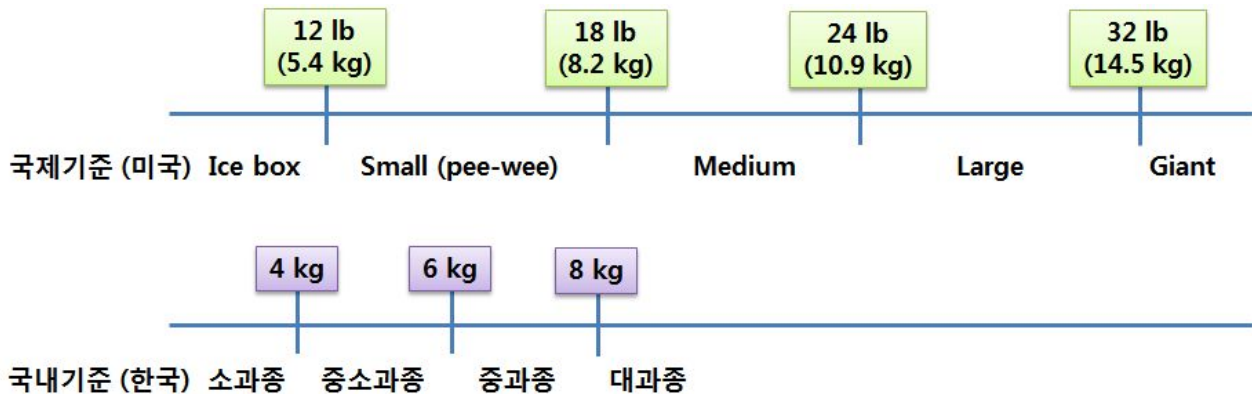 12 lb
(5.4 kg)
18 lb
(8.2 kg)
24 lb
(10.9 kg)
32 lb
(14.5 kg)
국제기준 (미국) Ice box Small (pee-wee) Medium Large Giant
4 kg 6 kg 8 kg
국내기준 (한국) 소과종 중소과종 중과종 대과종